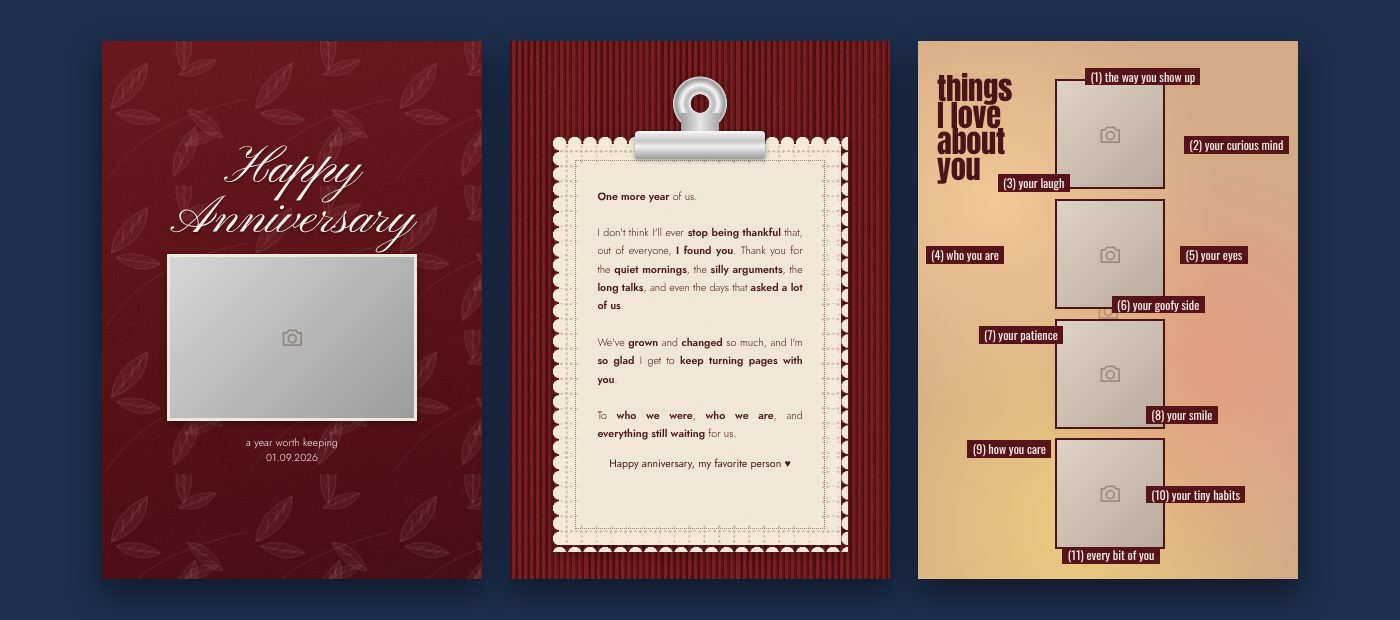 Happy
Anniversary
a year worth keeping
01.09.2026
One more year of us.
I don't think I'll ever stop being thankful that,
out of everyone, I found you. Thank you for
the quiet mornings, the silly arguments, the
long talks, and even the days that asked a lot
of us.
We've grown and changed so much, and I'm
so glad I get to keep turning pages with
you.
To who we were, who we are, and
everything still waiting for us.
Happy anniversary, my favorite person ♥
things
I love
about
you
(1) the way you show up
(2) your curious mind
(3) your laugh
(4) who you are
(5) your eyes
(6) your goofy side
(7) your patience
(8) your smile
(9) how you care
(10) your tiny habits
(11) every bit of you